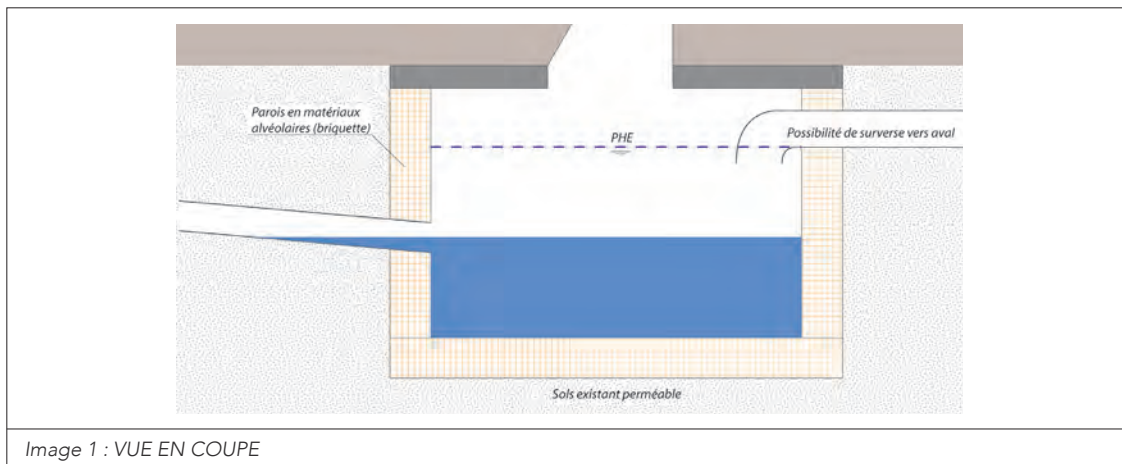 Parois en matériaux
alvéolaires (briquette)
PHE
Possibilité de surverse vers aval
Sols existant perméable
Image 1 : VUE EN COUPE